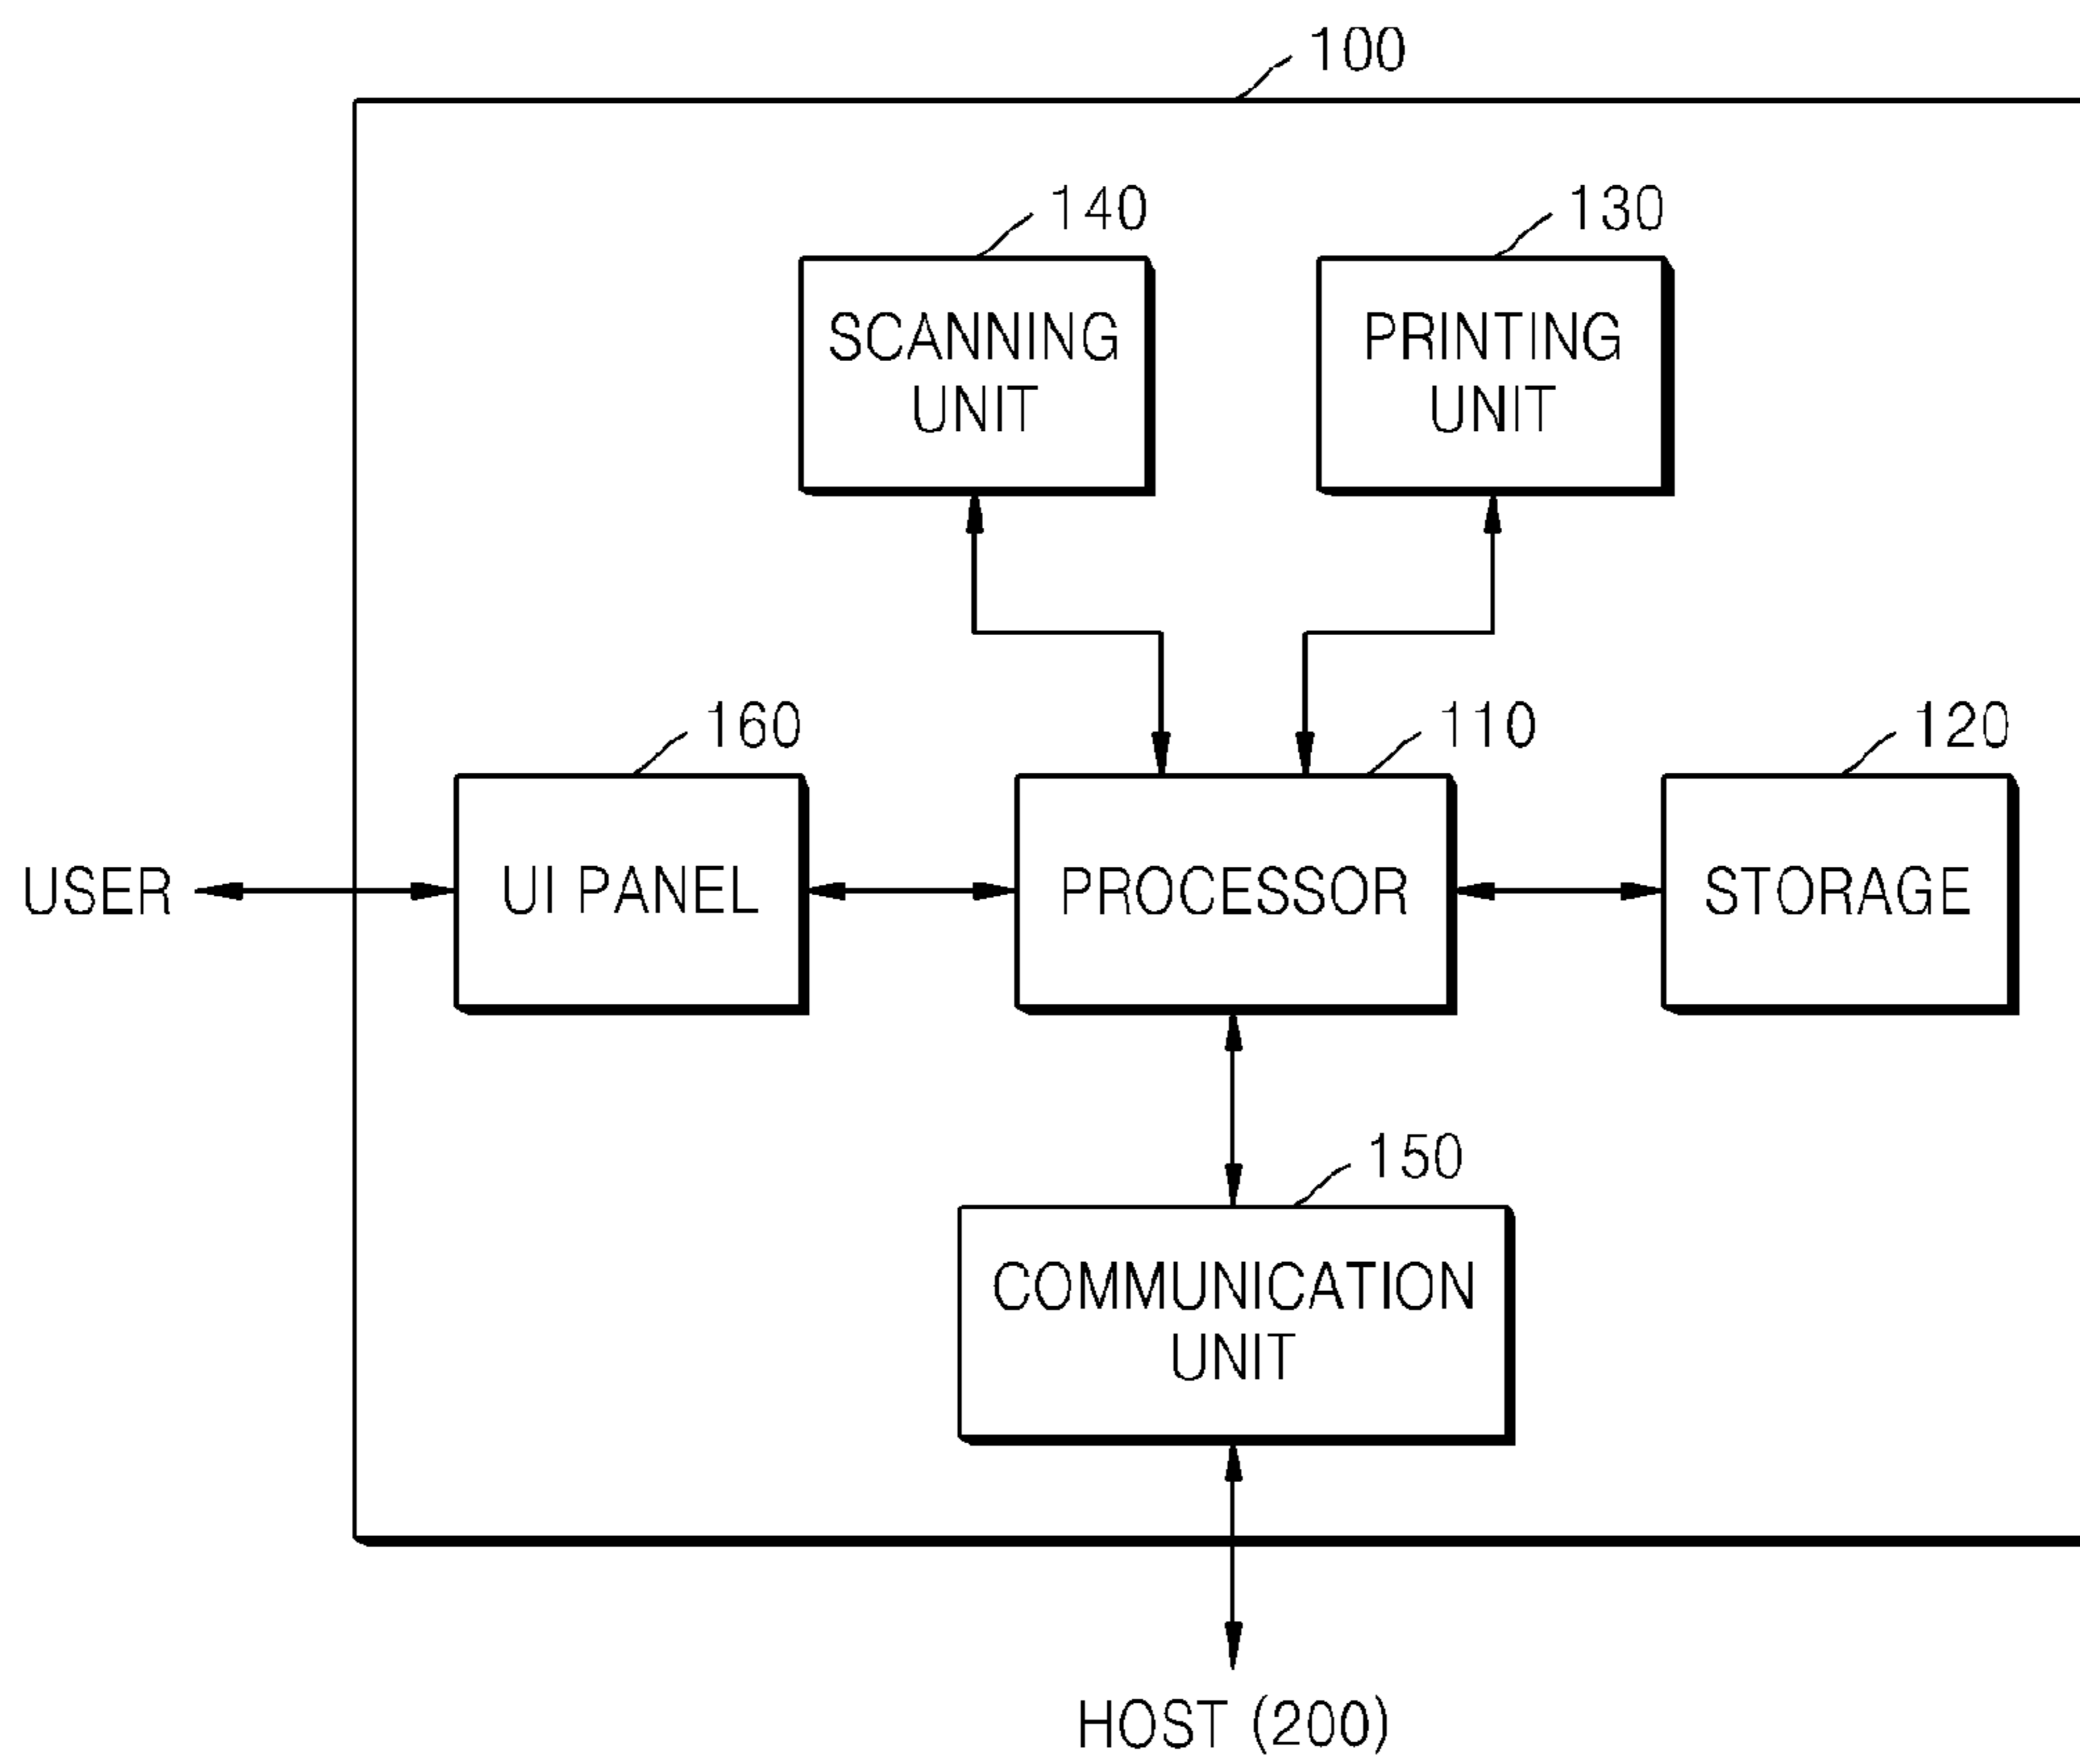 100
140
130
SCANNING
UNIT
PRINTING
UNIT
160
110
120
USER
UI PANEL
PROCESSOR
STORAGE
150
COMMUNICATION
UNIT
HOST (200)